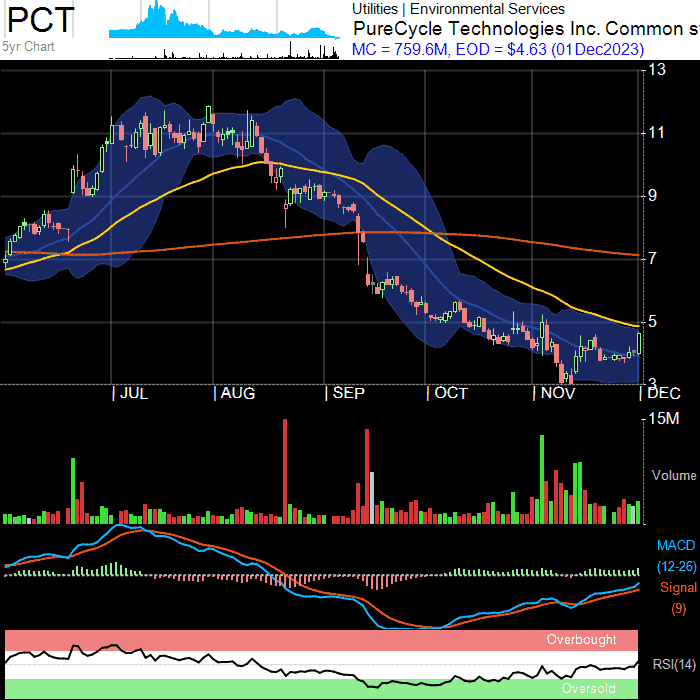 PCT
5yr Chart
Utilities | Environmental Services
PureCycle Technologies Inc. Common s
MC = 759.6M, EOD = $4.63 (01Dec2023)
13
11
9
7
5
3
JUL AUG SEP OCT NOV DEC
15M
Volume
MACD
(12-26)
Signal
(9)
Overbought
RSI(14)
Oversold